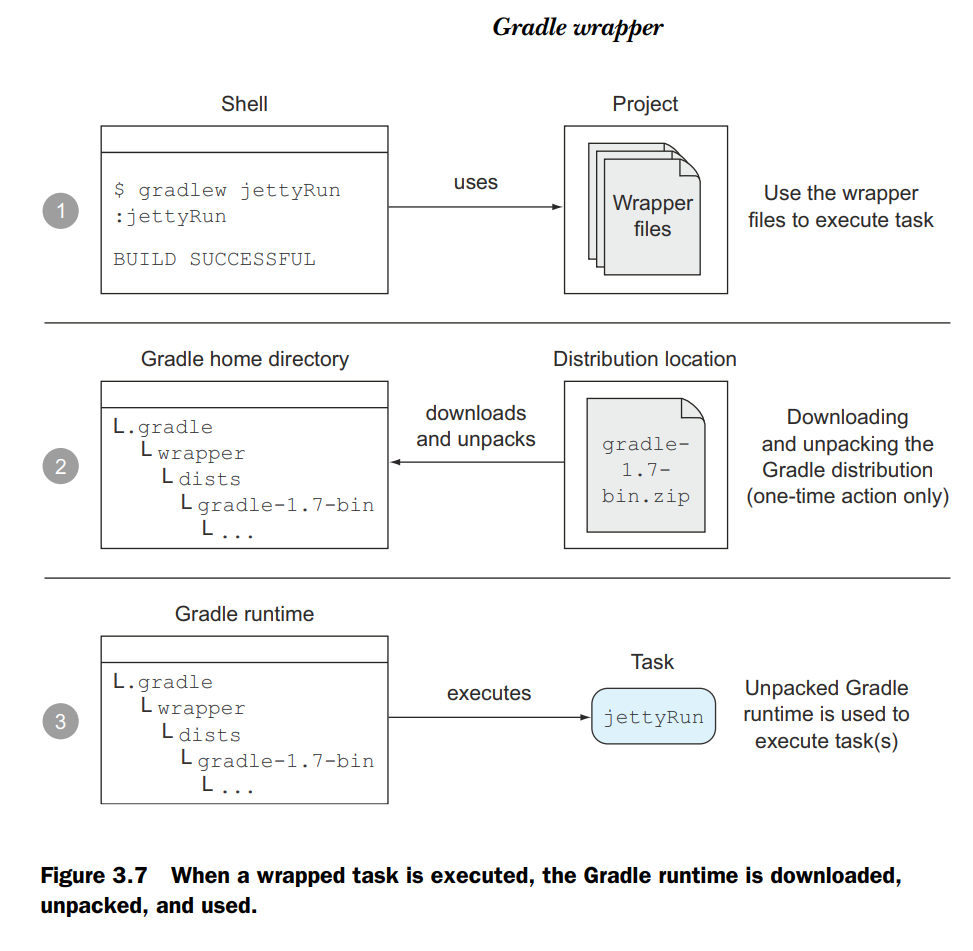 Gradle wrapper
Shell
Project
1
$ gradlew jettyRun
:jettyRun
BUILD SUCCESSFUL
uses
Wrapper
files
Use the wrapper
files to execute task
Gradle home directory
Distribution location
2
.gradle
wrapper
dists
gradle-1.7-bin
...
downloads
and unpacks
gradle-
1.7-
bin.zip
Downloading
and unpacking the
Gradle distribution
(one-time action only)
Gradle runtime
3
.gradle
wrapper
dists
gradle-1.7-bin
...
executes
Task
jettyRun
Unpacked Gradle
runtime is used to
execute task(s)
Figure 3.7 When a wrapped task is executed, the Gradle runtime is downloaded,
unpacked, and used.